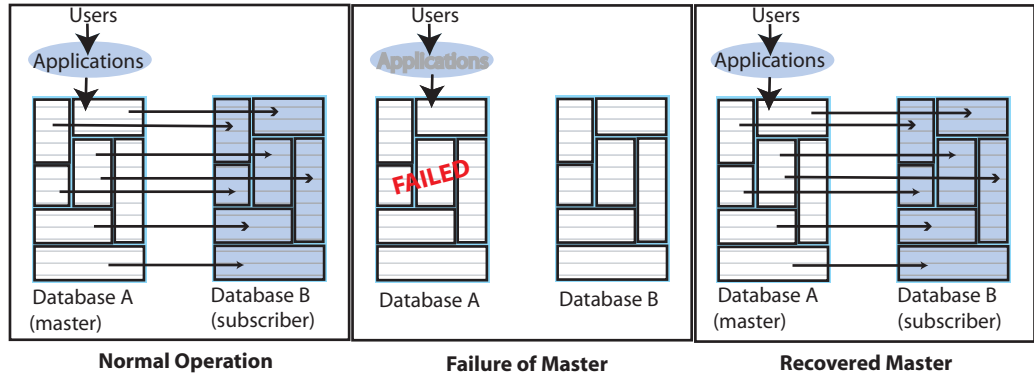 Users
Applications
Database A
(master)
Database B
(subscriber)
Normal Operation
Users
Applications
FAILED
Database A
Database B
Failure of Master
Users
Applications
Database A
(master)
Database B
(subscriber)
Recovered Master